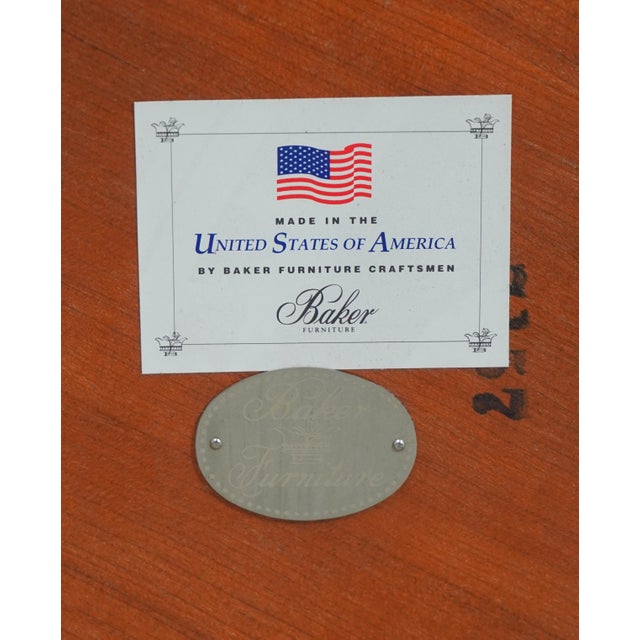 MADE IN THE
UNITED STATES OF AMERICA
BY BAKER FURNITURE CRAFTSMEN
Baker
FURNITURE
Baker
Furniture